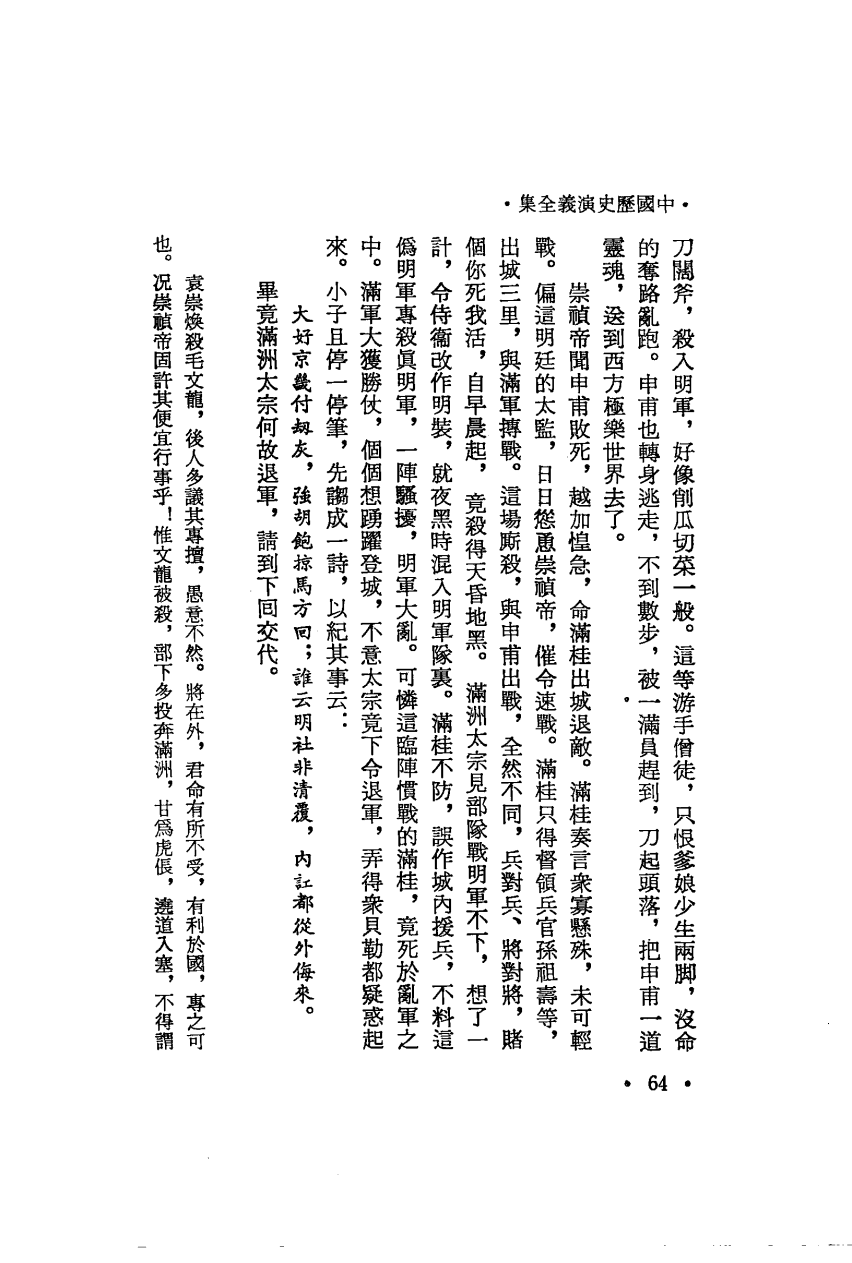 ·中國歷史演義全集·
刀闊斧，殺入明軍，好像削瓜切菜一般。這等游手僧徒，只恨爹娘少生兩脚，沒命
的奪路亂跑。申甫也轉身逃走，不到數步，被一滿員趕到，刀起頭落，把申甫一道
靈魂，送到西方極樂世界去了。
崇禎帝聞申甫敗死，越加惶急，命滿桂出城退敵。滿桂奏言衆寡懸殊，未可輕
戰。偏這明廷的太監，日日慫恿崇禎帝，催令速戰。滿桂只得督領兵官孫祖壽等，
出城三里，與滿軍搏戰。這場厮殺，與申甫出戰，全然不同，兵對兵、將對將，賭
個你死我活，自早晨起，竟殺得天昏地黑。滿洲太宗見部隊戰明軍不下，想了一
計，令侍衞改作明裝，就夜黑時混入明軍隊裏。滿桂不防，誤作城內援兵，不料這
僞明軍專殺眞明軍，一陣騷擾，明軍大亂。可憐這臨陣慣戰的滿桂，竟死於亂軍之
中。滿軍大獲勝仗，個個想踴躍登城，不意太宗竟下令退軍，弄得衆貝勒都疑惑起
來。小子且停一停筆，先謅成一詩，以紀其事云：
大好京畿付刼灰，強胡飽掠馬方回；誰云明社非清覆，內訌都從外侮來。
畢竟滿洲太宗何故退軍，請到下回交代。
袁崇煥殺毛文龍，後人多議其專擅，愚意不然。將在外，君命有所不受，有利於國，專之可
也。況崇禎帝固許其便宜行事乎！惟文龍被殺，部下多投奔滿洲，甘爲虎倀，遶道入塞，不得謂
·64·